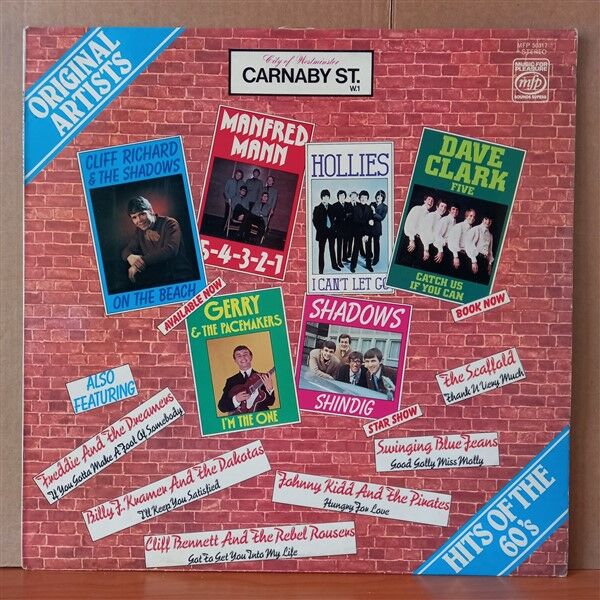 ORIGINAL
ARTISTS
City of Westminster
CARNABY ST.
W.1
MFP 50317
STEREO
MUSIC FOR
PLEASURE
mfp
SOUNDS SUPERB
CLIFF RICHARD
& THE SHADOWS
ON THE BEACH
MANFRED
MANN
5-4-3-2-1
HOLLIES
I CAN'T LET GO
DAVE
CLARK
FIVE
CATCH US
IF YOU CAN
AVAILABLE NOW
BOOK NOW
GERRY
& THE PACEMAKERS
I'M THE ONE
SHADOWS
SHINDIG
STAR SHOW
ALSO
FEATURING
Freddie And The Dreamers
If You Gotta Make A Fool Of Somebody
Billy J. Kramer And The Dakotas
I'll Keep You Satisfied
Cliff Bennett And The Rebel Rousers
Got To Get You Into My Life
Johnny Kidd And The Pirates
Hungry For Love
The Scaffold
Thank U Very Much
Swinging Blue Jeans
Good Golly Miss Molly
HITS OF THE
60's